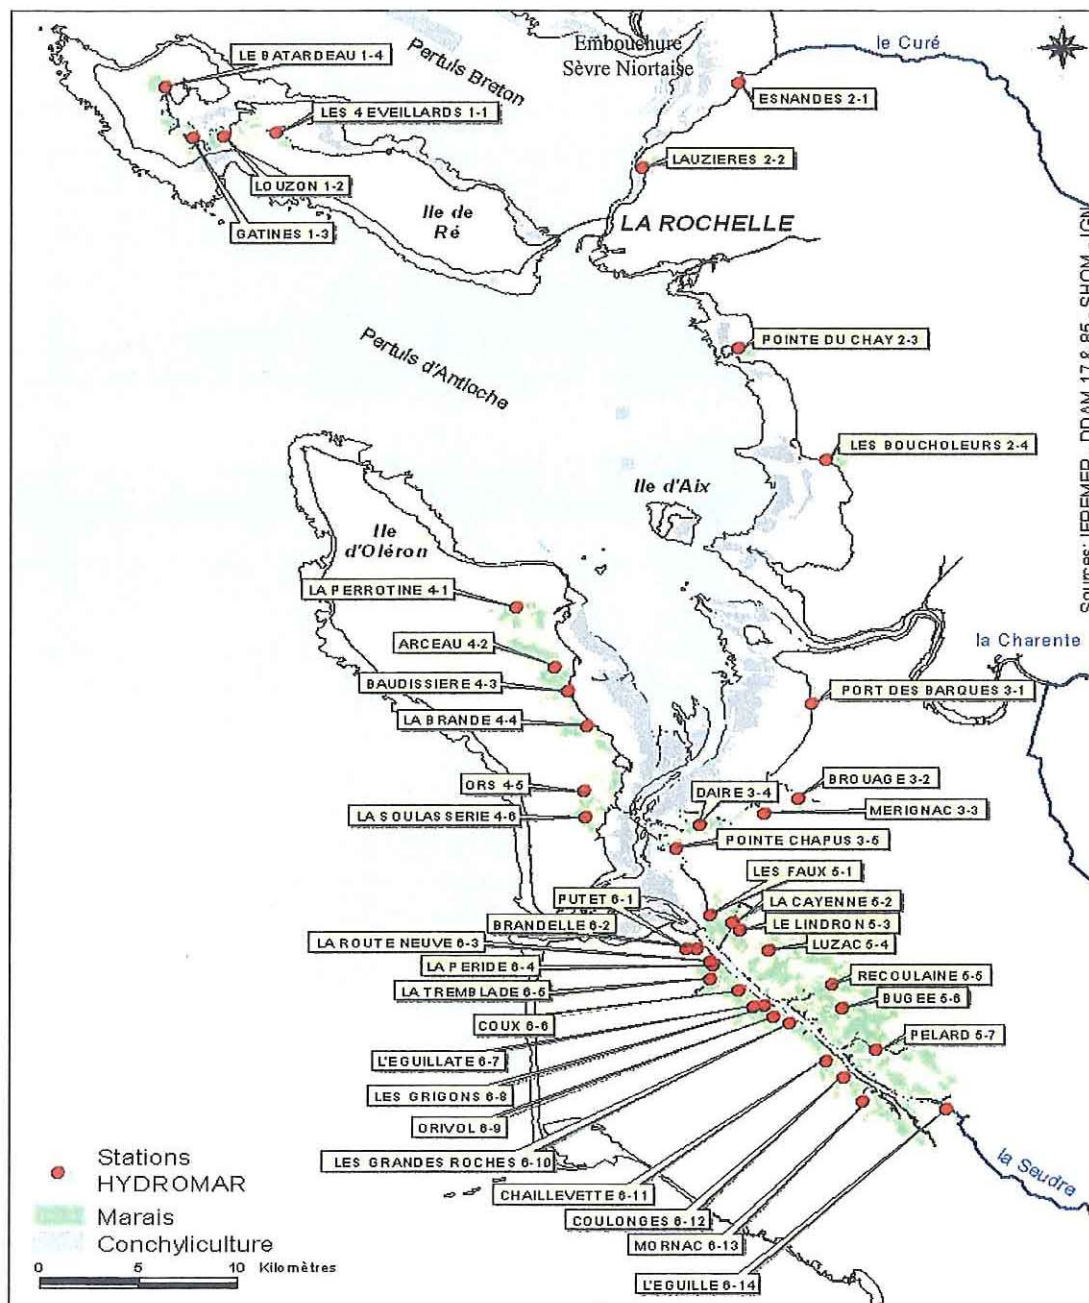 Embouchure
Sèvre Niortaise
le Curé
Pertuis Breton
LE BATARDEAU 1-4
LES 4 EVEILLARDS 1-1
LOUZON 1-2
GATINES 1-3
Ile de
Ré
ESNANDES 2-1
LAUZIERES 2-2
LA ROCHELLE
POINTE DU CHAY 2-3
Pertuis d'Antioche
LES BOUCHOLEURS 2-4
Ile d'Aix
Ile
d'Oléron
LA PERROTINE 4-1
ARCEAU 4-2
BAUDISSIERE 4-3
LA BRANDE 4-4
ORS 4-5
LA SOULASSERIE 4-6
la Charente
PORT DES BARQUES 3-1
BROUAGE 3-2
DAIRE 3-4
MERIGNAC 3-3
POINTE CHAPUS 3-5
LES FAUX 5-1
LA CAYENNE 5-2
LE LINDRON 5-3
LUZAC 5-4
RECOULAINE 5-5
BUGEE 5-6
PELARD 5-7
PUTET 6-1
BRANDELLE 6-2
LA ROUTE NEUVE 6-3
LA PERIDE 6-4
LA TREMBLADE 6-5
COUX 6-6
L'EGUILLATE 6-7
LES GRIGONS 6-8
ORIVOL 6-9
LES GRANDES ROCHES 6-10
CHAILLEVETTE 6-11
COULONGES 6-12
MORNAC 6-13
L'EGUILLE 6-14
la Seudre
Stations
HYDROMAR
Marais
Conchyliculture
0 5 10 Kilomètres
Sources: IFREMER, DDAM 17 & 85, SHOM, IGN